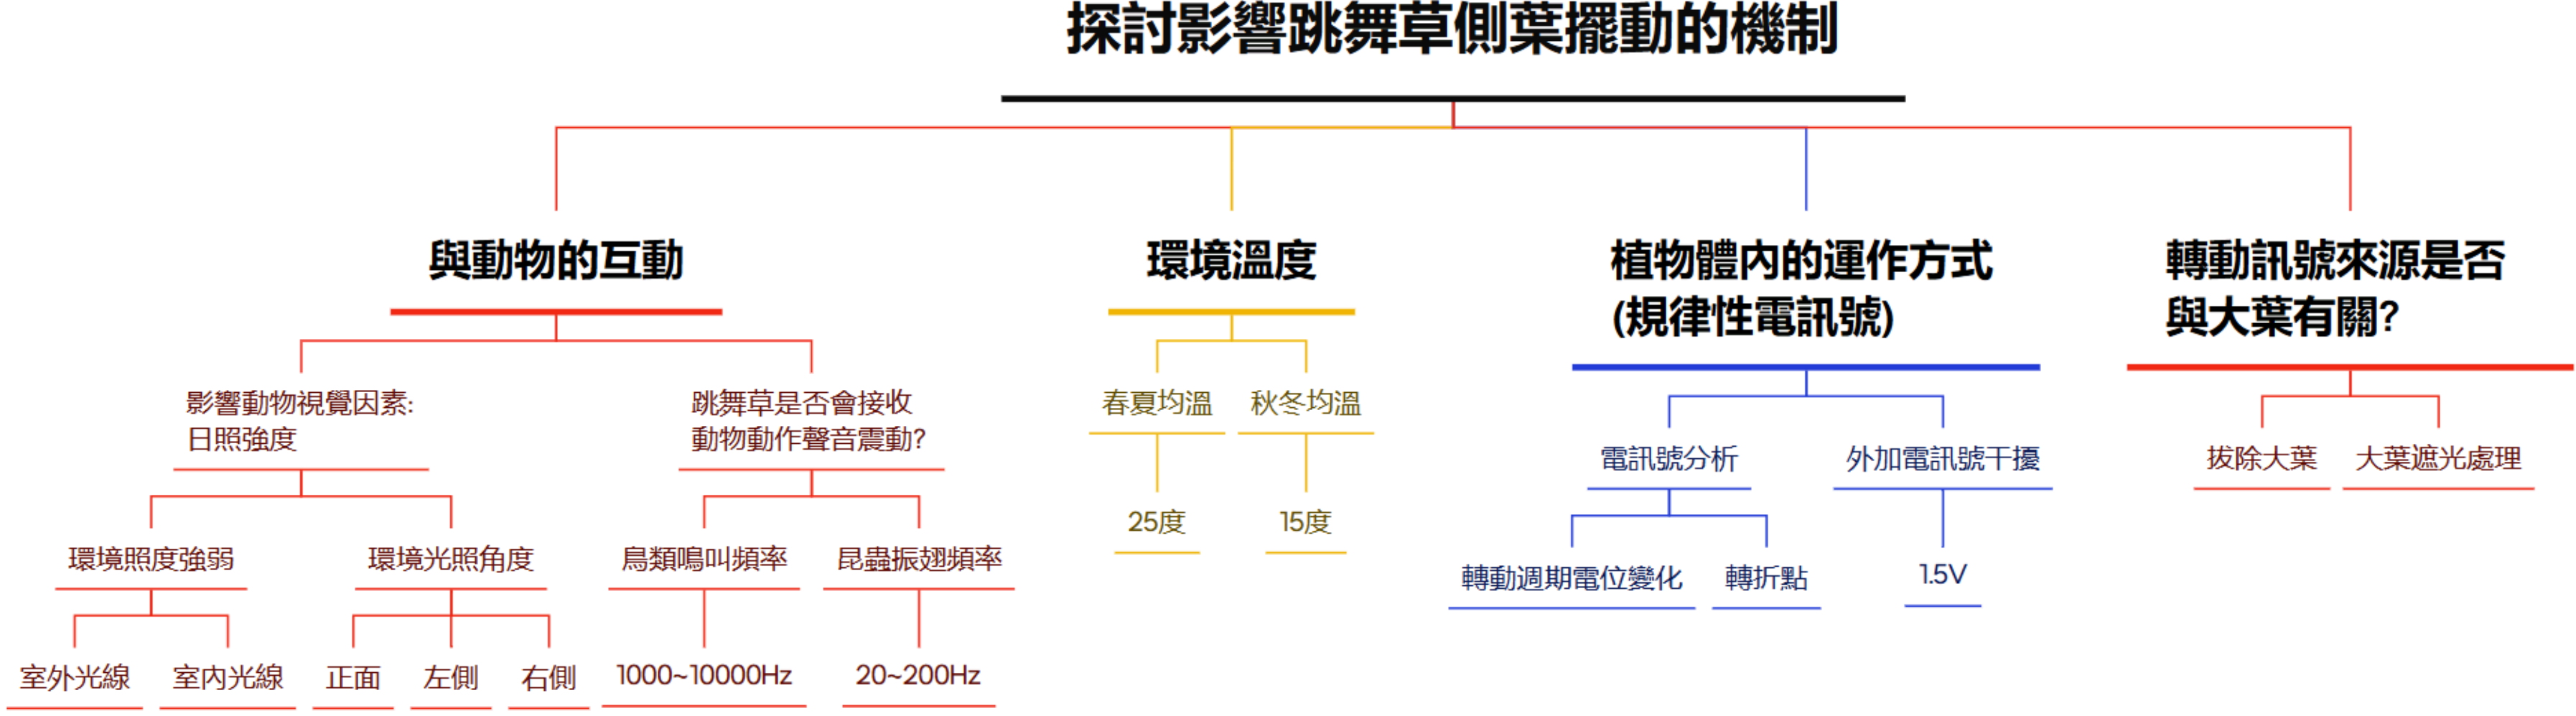 探討影響跳舞草側葉擺動的機制
與動物的互動
環境溫度
植物體內的運作方式
(規律性電訊號)
轉動訊號來源是否
與大葉有關?
影響動物視覺因素:
日照強度
跳舞草是否會接收
動物動作聲音震動?
春夏均溫
秋冬均溫
電訊號分析
外加電訊號干擾
拔除大葉
大葉遮光處理
25度
15度
環境照度強弱
環境光照角度
鳥類鳴叫頻率
昆蟲振翅頻率
轉動週期電位變化
轉折點
1.5V
室外光線
室內光線
正面
左側
右側
1000~10000Hz
20~200Hz